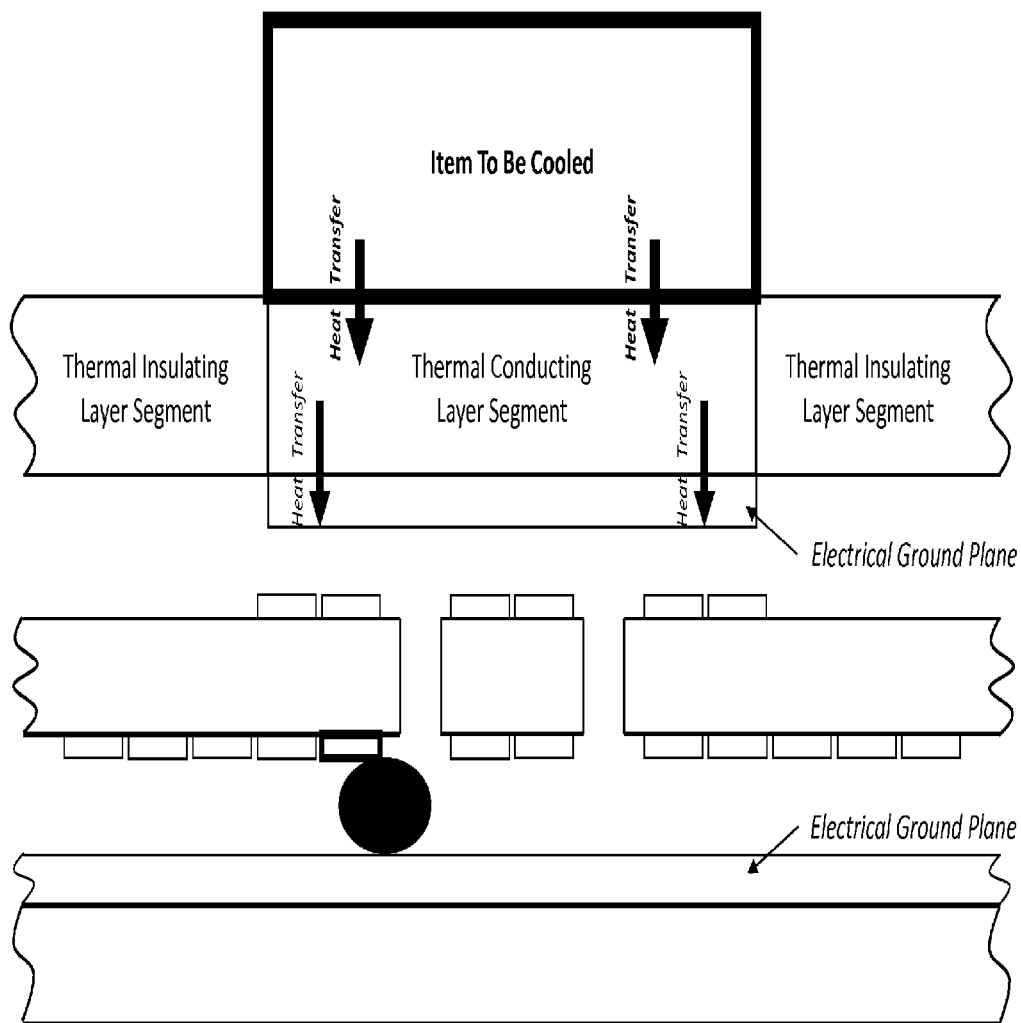 Item To Be Cooled
Heat Transfer
Heat Transfer
Thermal Insulating
Layer Segment
Thermal Conducting
Layer Segment
Thermal Insulating
Layer Segment
Heat Transfer
Heat Transfer
Electrical Ground Plane
Electrical Ground Plane